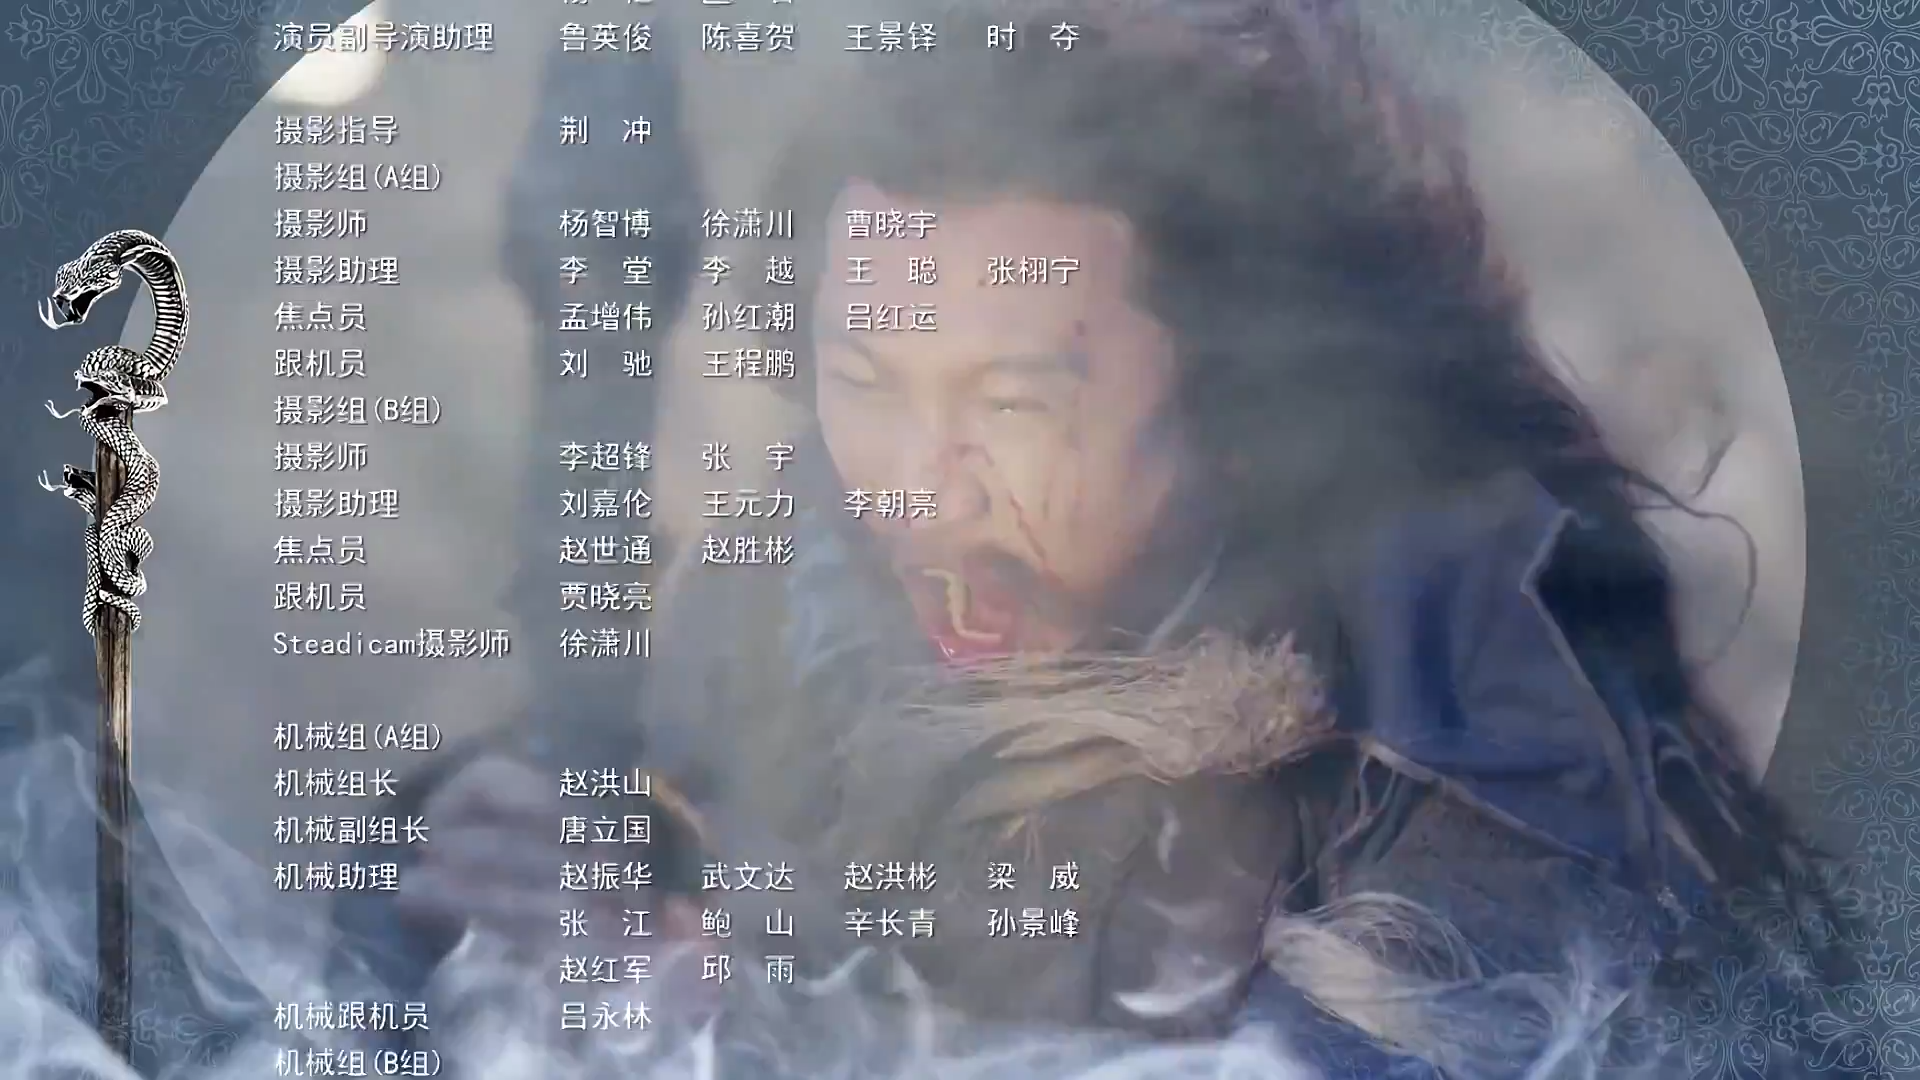 演员副导演助理 鲁英俊 陈喜贺 王景铎 时 夺
摄影指导 荆 冲
摄影组(A组)
摄影师 杨智博 徐潇川 曹晓宇
摄影助理 李 堂 李 越 王 聪 张栩宁
焦点员 孟增伟 孙红潮 吕红运
跟机员 刘 驰 王程鹏
摄影组(B组)
摄影师 李超锋 张 宇
摄影助理 刘嘉伦 王元力 李朝亮
焦点员 赵世通 赵胜彬
跟机员 贾晓亮
Steadicam摄影师 徐潇川
机械组(A组)
机械组长 赵洪山
机械副组长 唐立国
机械助理 赵振华 武文达 赵洪彬 梁 威
张 江 鲍 山 辛长青 孙景峰
赵红军 邱 雨
机械跟机员 吕永林
机械组(B组)